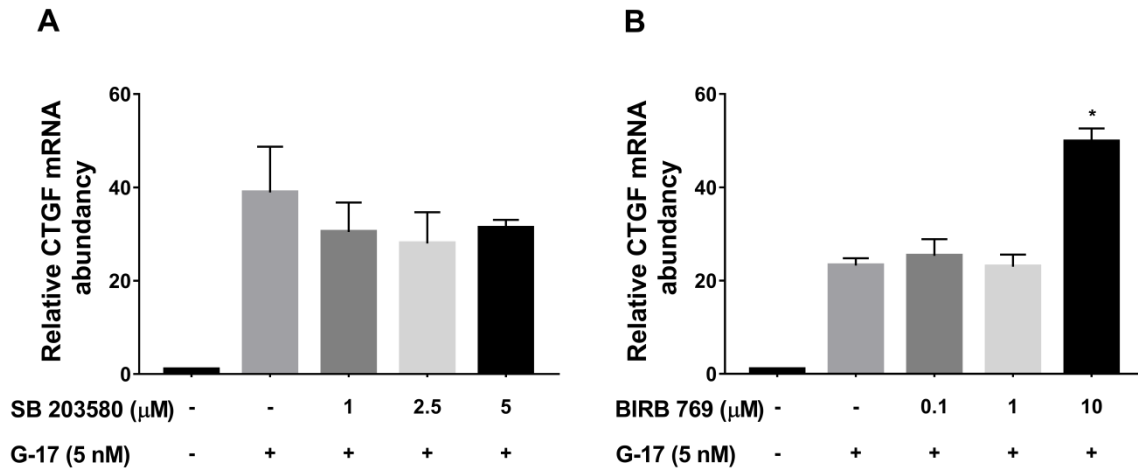 A
Relative CTGF mRNA
abundancy
60
40
20
0
SB 203580 (μM) - - 1 2.5 5
G-17 (5 nM) - + + + +
B
Relative CTGF mRNA
abundancy
60
40
20
0
*
BIRB 769 (μM) - - 0.1 1 10
G-17 (5 nM) - + + + +